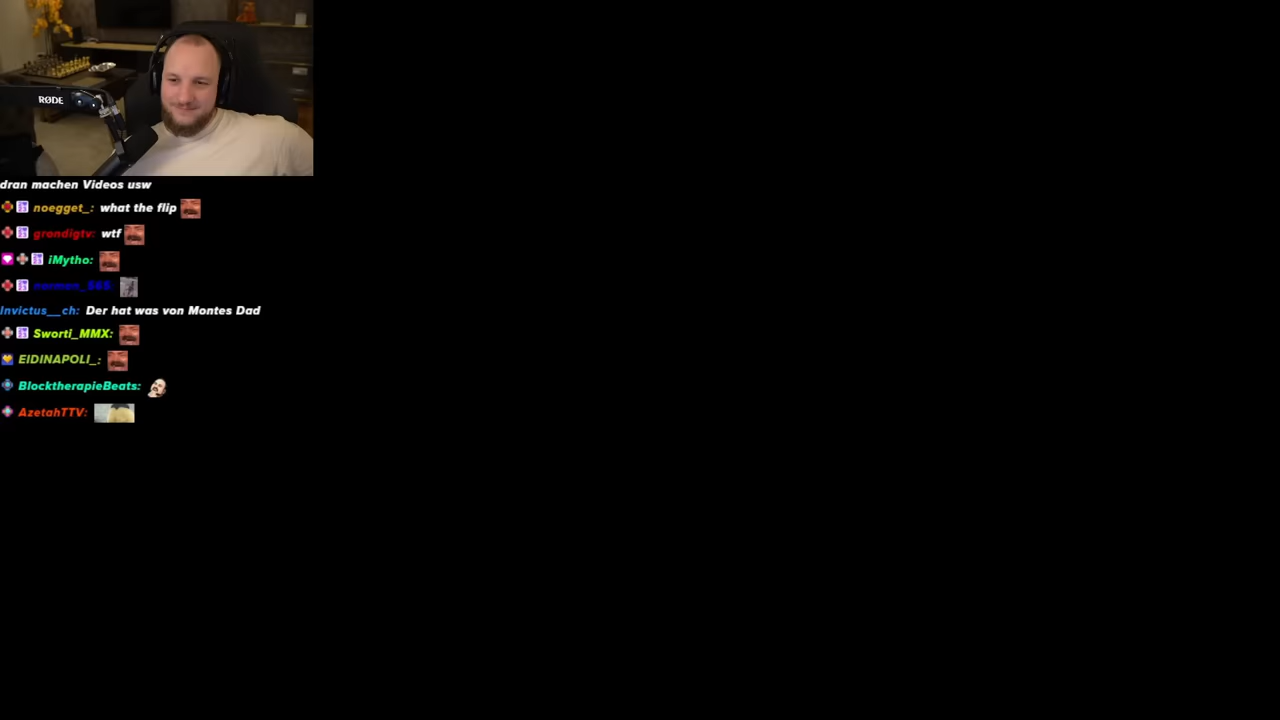 RØDE
dran machen Videos usw
noegget_: what the flip
grondigtv: wtf
iMytho:
Invictus__ch: Der hat was von Montes Dad
Sworti_MMX:
EIDINAPOLI_:
BlocktherapieBeats:
AzetahTTV: